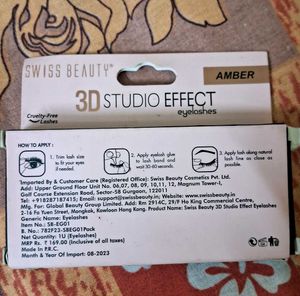 SWISS BEAUTY®
AMBER
3D STUDIO EFFECT
eyelashes
Cruelty-Free
Lashes
HOW TO APPLY :
1. Trim lash size to fit your eyes if needed.
2. Apply eyelash glue to lash band and wait 30-60 seconds.
3. Apply lash along natural lash line as close as possible.
Imported By & Customer Care (Registered Office): Swiss Beauty Cosmetics Pvt. Ltd.
Add: Upper Ground Floor Unit No. 06,07, 08, 09, 10, 11, 12, Magnum Tower-I,
Golf Course Extension Road, Sector-58 Gurgaon, 122011
Tel: +918287187415; Email: info@swissbeauty.in, www.swissbeauty.in
Mfg. For: Global Beauty Group Limited. Add: Rm 2914C, 29/F Ho King Commercial Centre,
2-16 Fa Yuen Street, Mongkok, Kowloon Hong Kong. Product: Swiss Beauty 3D Studio Effect Eyelashes
Generic Name: Eyelashes
Item No.: SB-EG01
B. No.: 782F23-SBEG01Pack
Net Quantity: 1U (Eyelashes)
MRP Rs. ₹ 169.00 (Inclusive of all taxes)
Made In P.R.C.
Month & Year Of Import: 08-2023